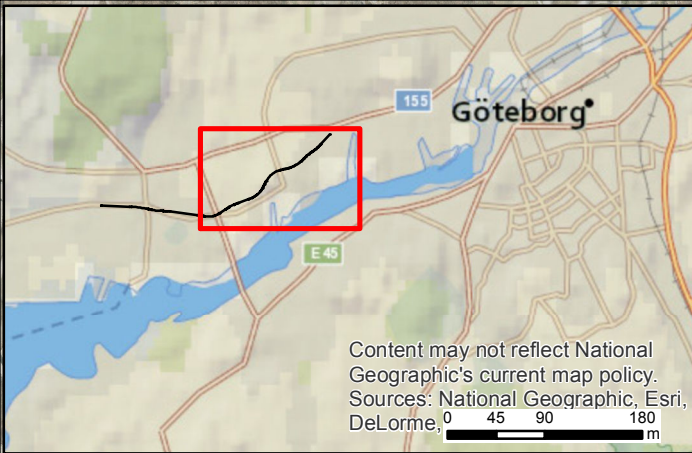 155
Göteborg
E 45
Content may not reflect National
Geographic's current map policy.
Sources: National Geographic, Esri,
DeLorme,
0 45 90 180
m